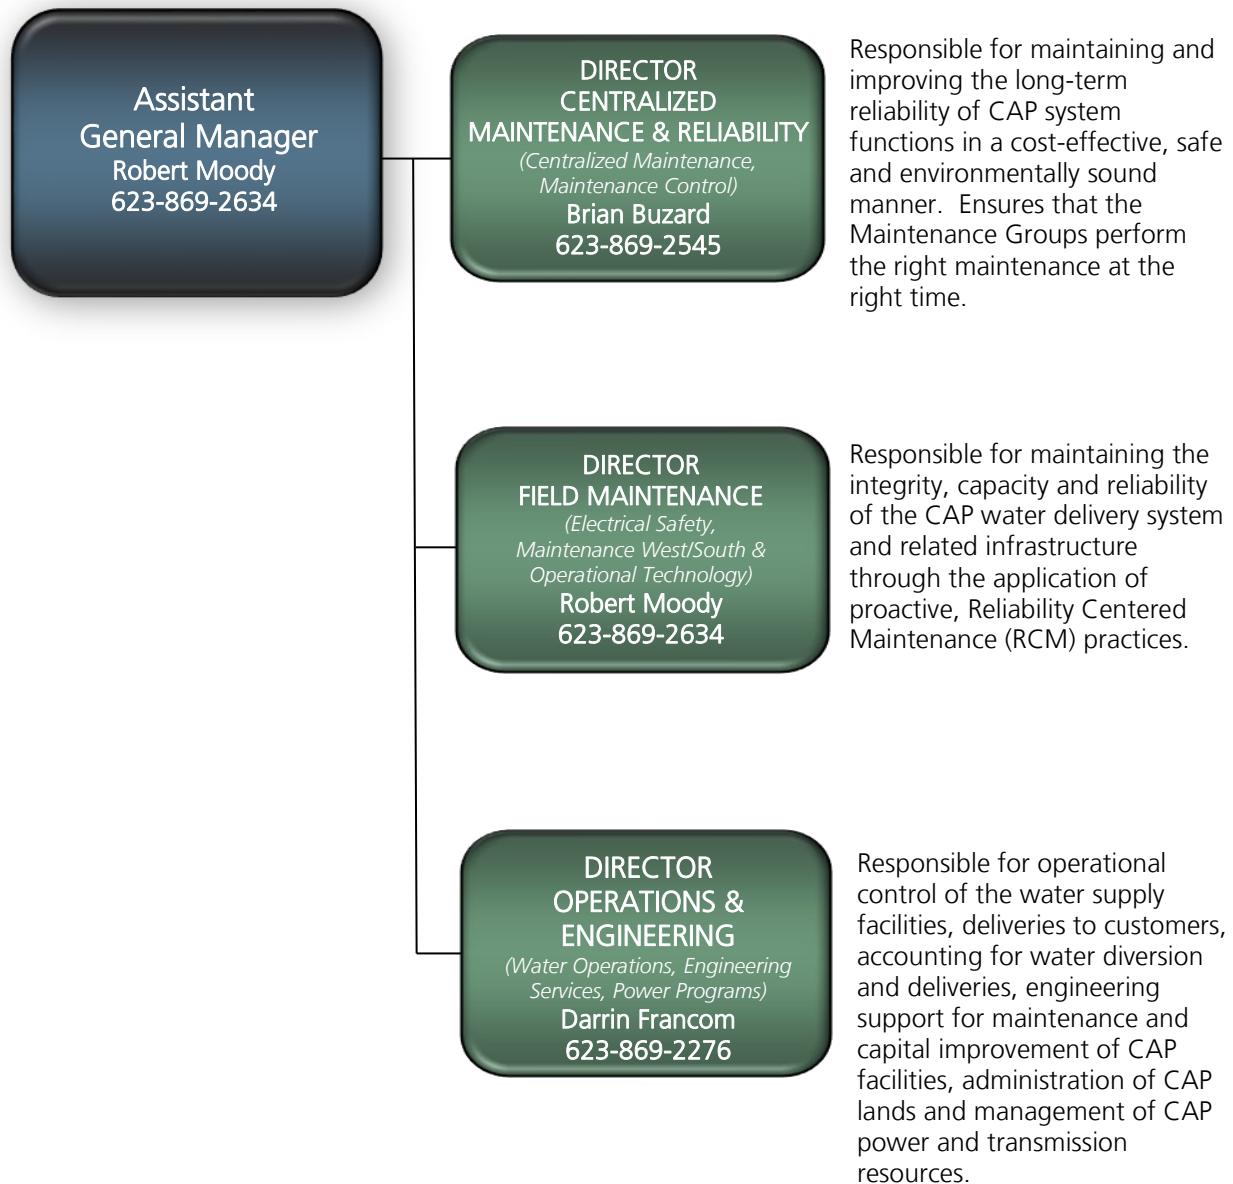 Assistant
General Manager
Robert Moody
623-869-2634
DIRECTOR
CENTRALIZED
MAINTENANCE & RELIABILITY
(Centralized Maintenance,
Maintenance Control)
Brian Buzard
623-869-2545
Responsible for maintaining and
improving the long-term
reliability of CAP system
functions in a cost-effective, safe
and environmentally sound
manner.  Ensures that the
Maintenance Groups perform
the right maintenance at the
right time.
DIRECTOR
FIELD MAINTENANCE
(Electrical Safety,
Maintenance West/South &
Operational Technology)
Robert Moody
623-869-2634
Responsible for maintaining the
integrity, capacity and reliability
of the CAP water delivery system
and related infrastructure
through the application of
proactive, Reliability Centered
Maintenance (RCM) practices.
DIRECTOR
OPERATIONS &
ENGINEERING
(Water Operations, Engineering
Services, Power Programs)
Darrin Francom
623-869-2276
Responsible for operational
control of the water supply
facilities, deliveries to customers,
accounting for water diversion
and deliveries, engineering
support for maintenance and
capital improvement of CAP
facilities, administration of CAP
lands and management of CAP
power and transmission
resources.